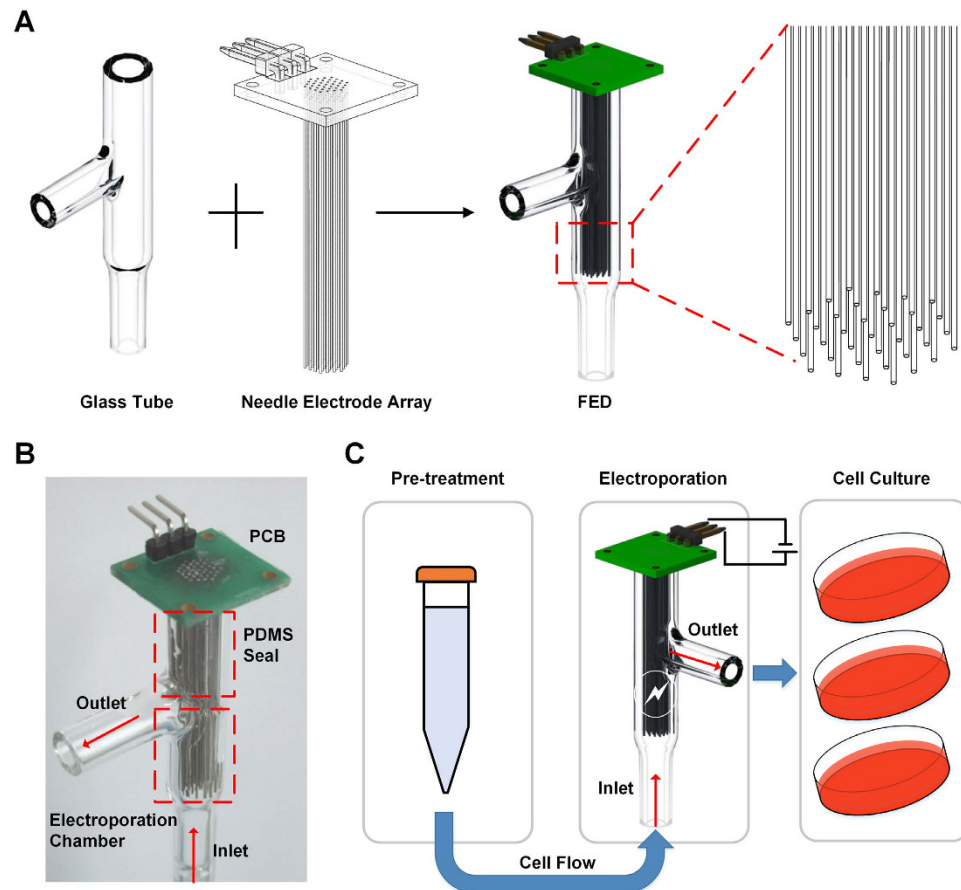 A
Glass Tube
Needle Electrode Array
FED
B
PCB
PDMS
Seal
Outlet
Electroporation
Chamber
Inlet
C
Pre-treatment
Electroporation
Cell Culture
Outlet
Inlet
Cell Flow